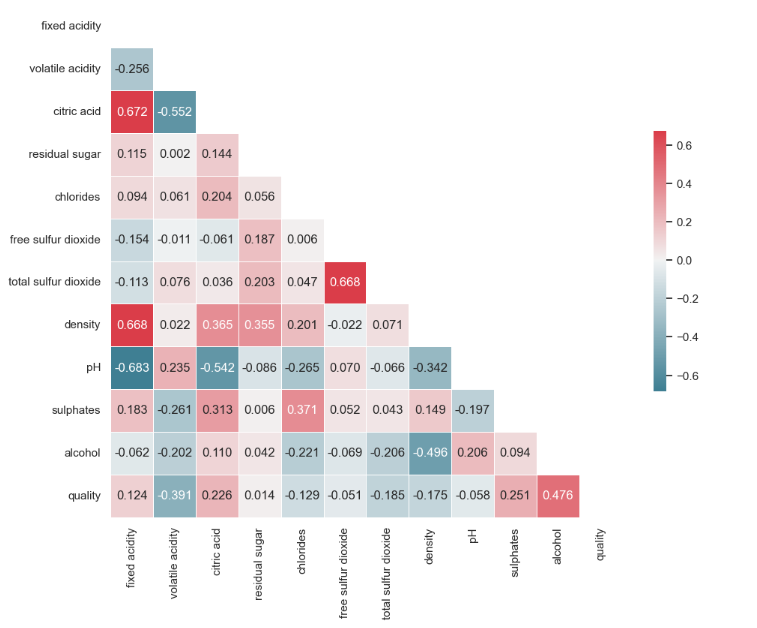 fixed acidity
volatile acidity -0.256
citric acid 0.672 -0.552
residual sugar 0.115 0.002 0.144
chlorides 0.094 0.061 0.204 0.056
free sulfur dioxide -0.154 -0.011 -0.061 0.187 0.006
total sulfur dioxide -0.113 0.076 0.036 0.203 0.047 0.668
density 0.668 0.022 0.365 0.355 0.201 -0.022 0.071
pH -0.683 0.235 -0.542 -0.086 -0.265 0.070 -0.066 -0.342
sulphates 0.183 -0.261 0.313 0.006 0.371 0.052 0.043 0.149 -0.197
alcohol -0.062 -0.202 0.110 0.042 -0.221 -0.069 -0.206 -0.496 0.206 0.094
quality 0.124 -0.391 0.226 0.014 -0.129 -0.051 -0.185 -0.175 -0.058 0.251 0.476
fixed acidity
volatile acidity
citric acid
residual sugar
chlorides
free sulfur dioxide
total sulfur dioxide
density
pH
sulphates
alcohol
quality
0.6
0.4
0.2
0.0
−0.2
−0.4
−0.6